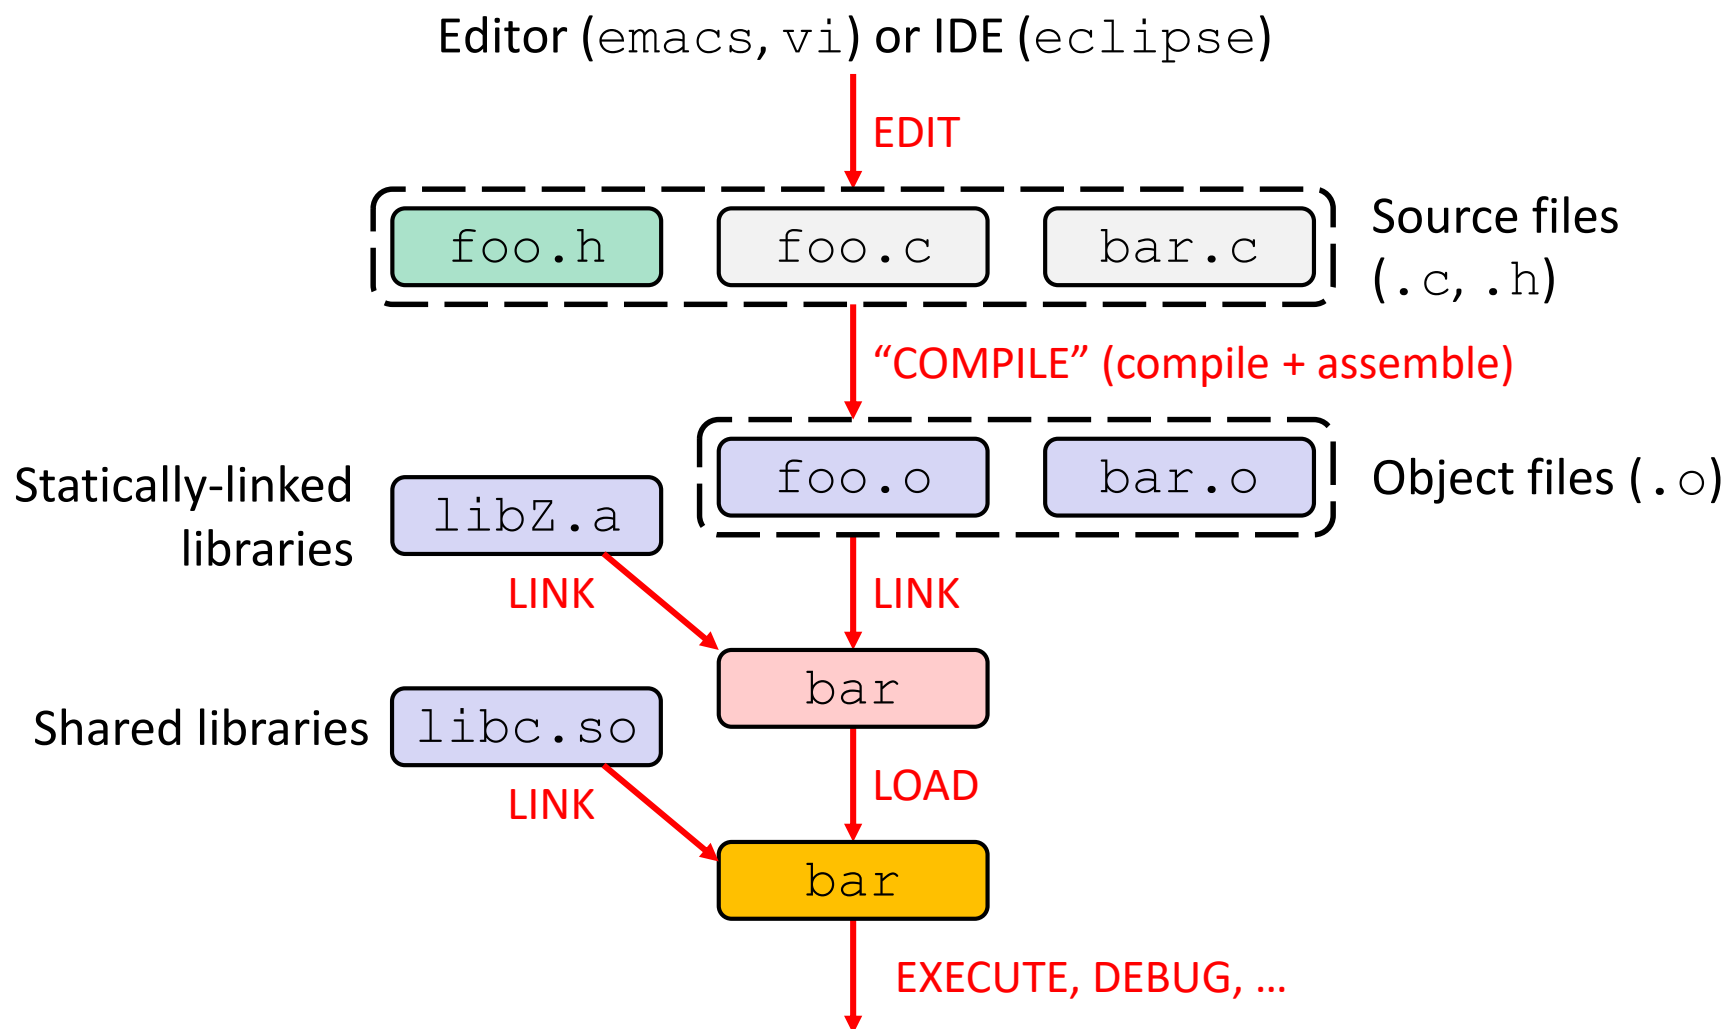 Editor (emacs, vi) or IDE (eclipse)
EDIT
foo.h
foo.c
bar.c
Source files
(.c, .h)
“COMPILE” (compile + assemble)
foo.o
bar.o
Object files (.o)
Statically-linked
libraries
libZ.a
LINK
LINK
bar
Shared libraries
libc.so
LINK
LOAD
bar
EXECUTE, DEBUG, …